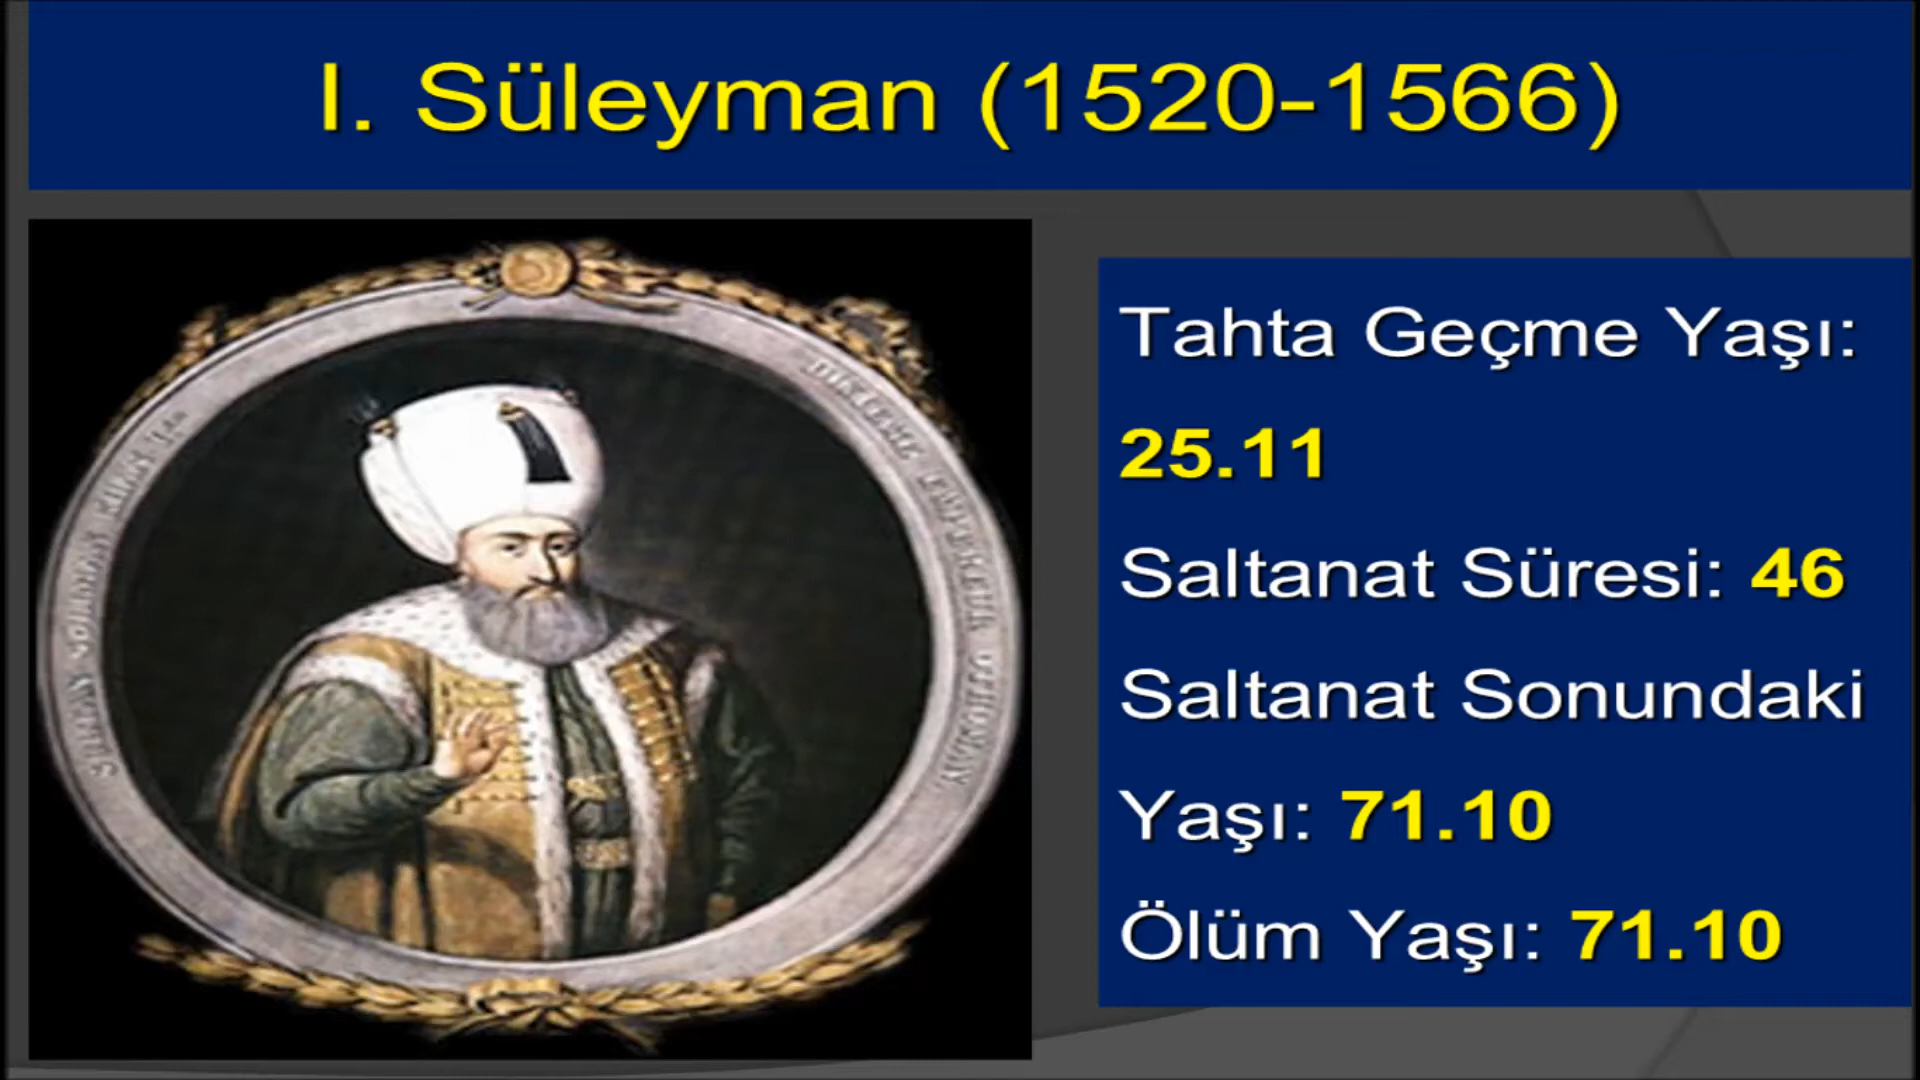 I. Süleyman (1520-1566)
Tahta Geçme Yaşı:
25.11
Saltanat Süresi: 46
Saltanat Sonundaki
Yaşı: 71.10
Ölüm Yaşı: 71.10